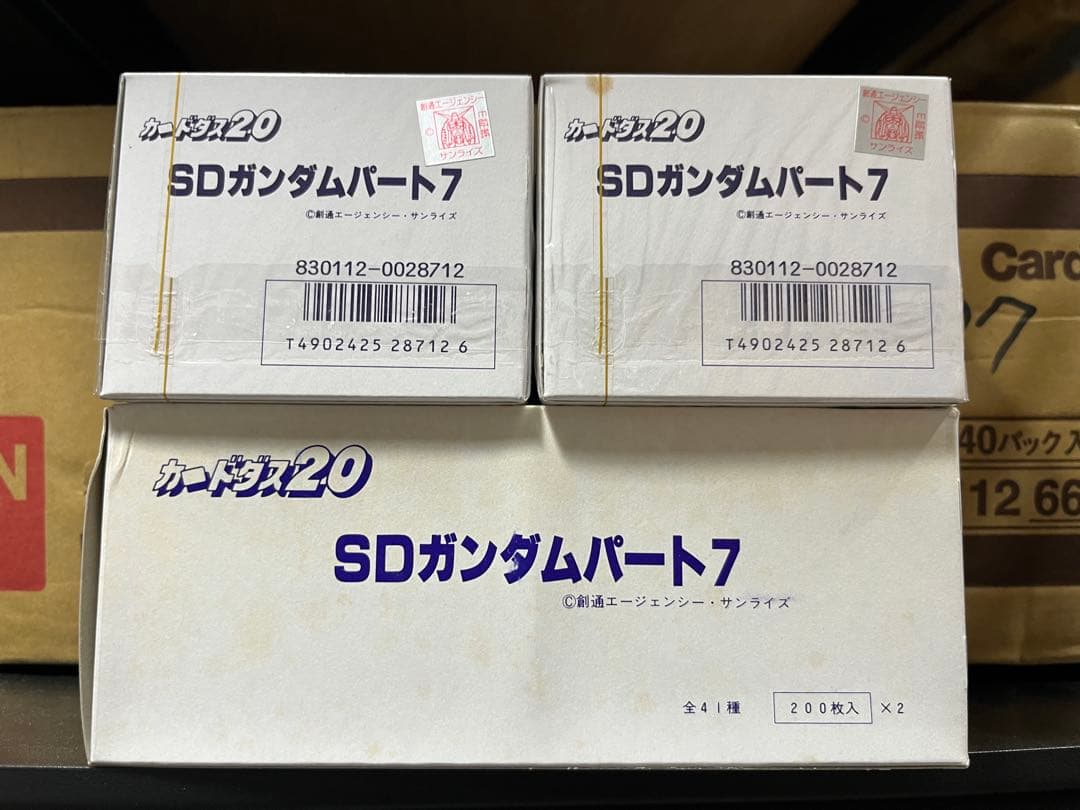 カードダス20
創通エージェンシー
©
証紙
サンライズ
SDガンダムパート7
©創通エージェンシー・サンライズ
830112-0028712
T4902425 28712 6
カードダス20
創通エージェンシー
©
サンライズ
SDガンダムパート7
©創通エージェンシー・サンライズ
830112-0028712
T4902425 28712 6
カードダス20
SDガンダムパート7
©創通エージェンシー・サンライズ
全41種 200枚入 ×2
N
Card
7
40パック入
12 66